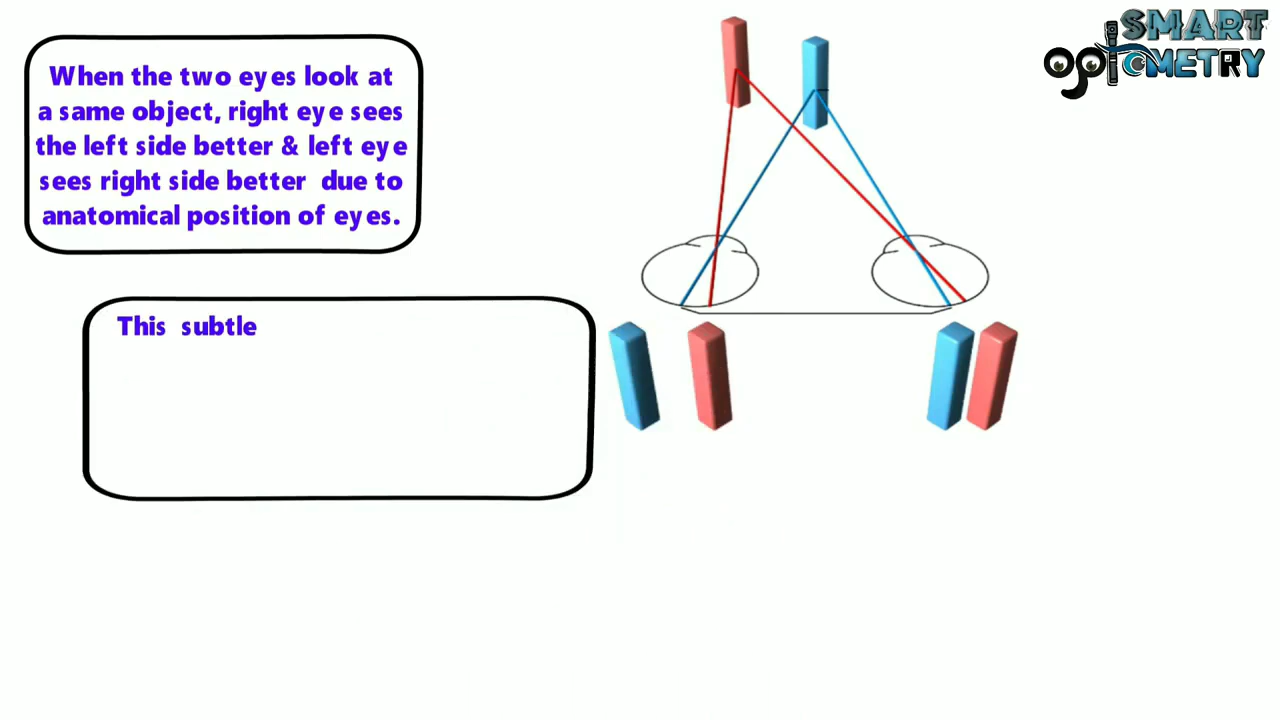 When the two eyes look at
a same object, right eye sees
the left side better & left eye
sees right side better due to
anatomical position of eyes.
This subtle
SMART
OptOMETRY